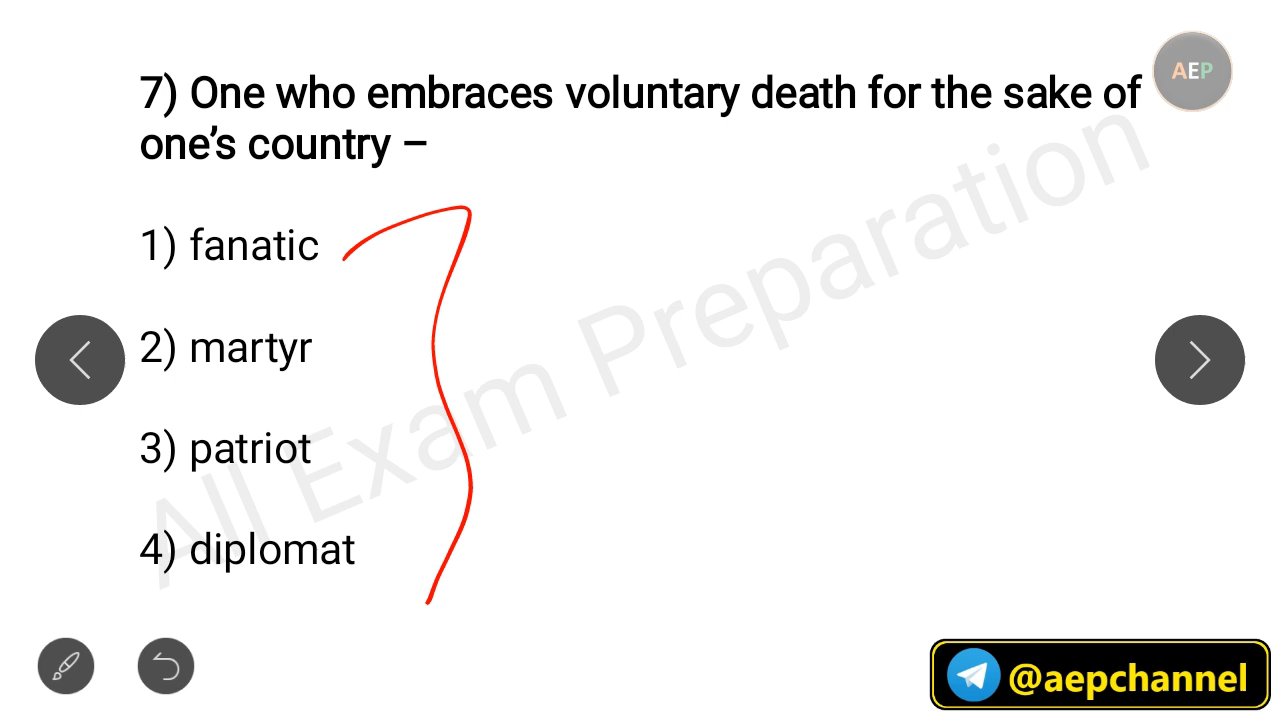 AEP
7) One who embraces voluntary death for the sake of
one’s country –
1) fanatic
2) martyr
3) patriot
4) diplomat
All Exam Preparation
@aepchannel